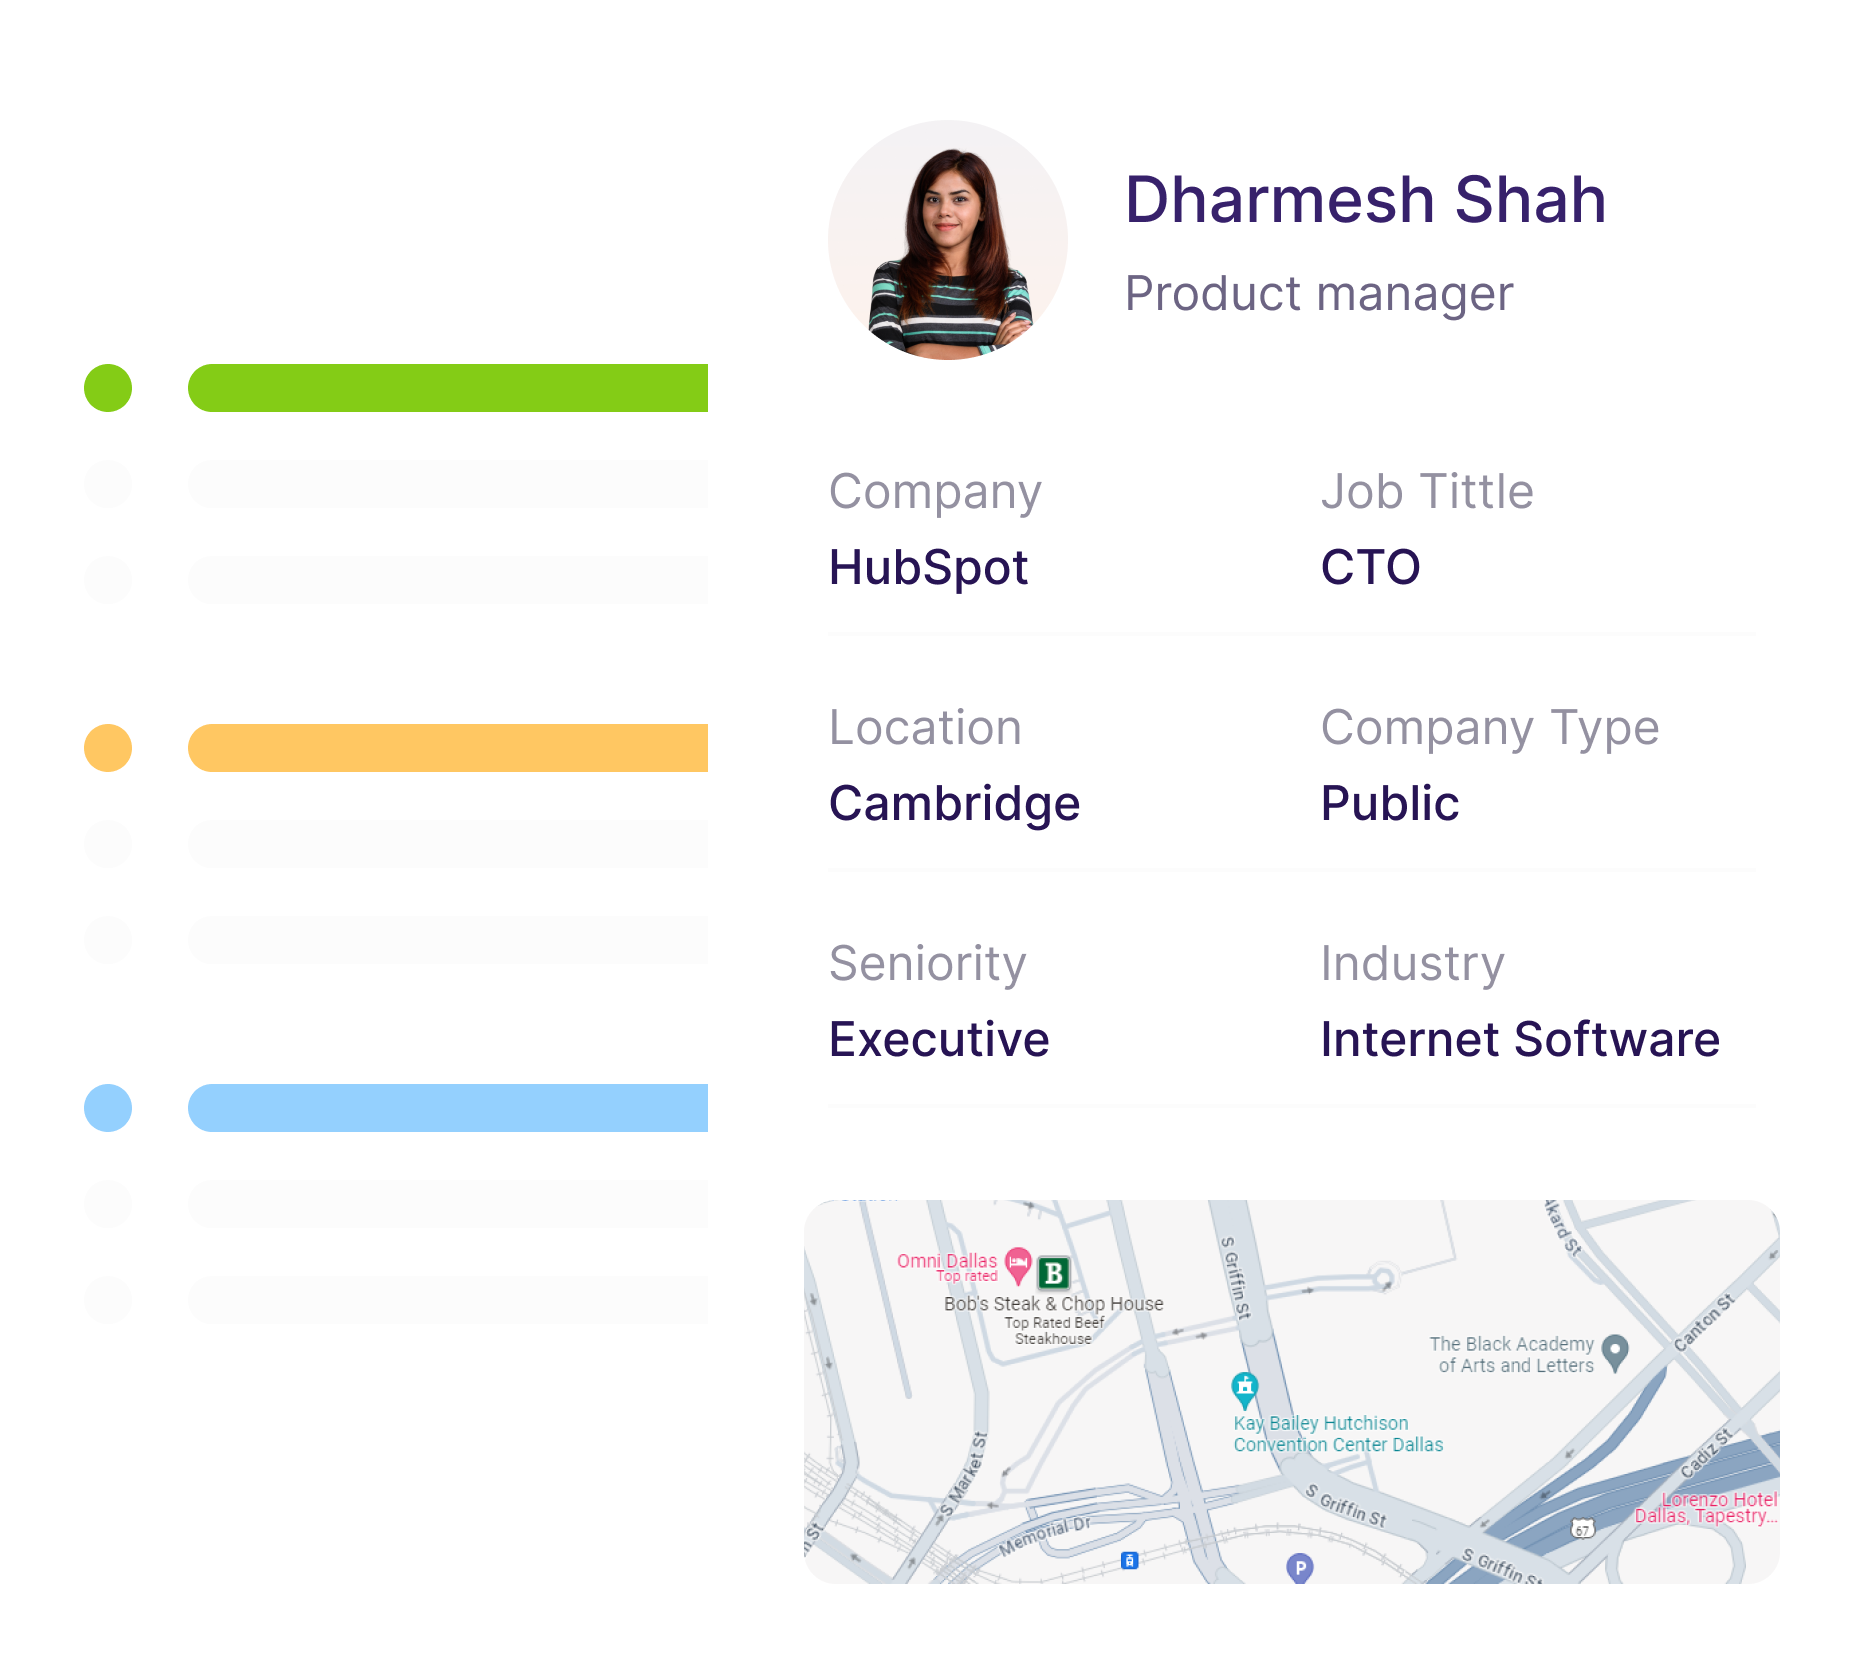 Dharmesh Shah
Product manager
Company
Job Tittle
HubSpot
CTO
Location
Company Type
Cambridge
Public
Seniority
Industry
Executive
Internet Software
Omni Dallas
Top rated
B
Bob's Steak & Chop House
Top Rated Beef
Steakhouse
S Griffin St
Akard St
Canton St
The Black Academy
of Arts and Letters
Kay Bailey Hutchison
Convention Center Dallas
S Market St
Cadiz St
S Griffin St
Lorenzo Hotel
Dallas, Tapestry...
67
Memorial Dr
P
S Griffin St